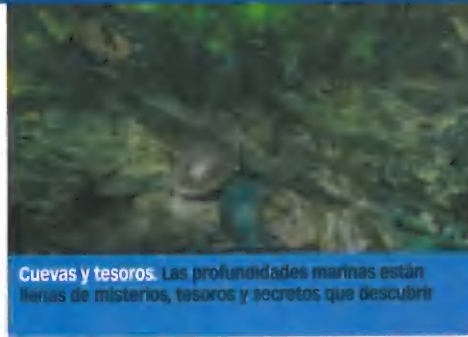 Cuevas y tesoros. Las profundidades marinas están
llenas de misterios, tesoros y secretos que descubrir